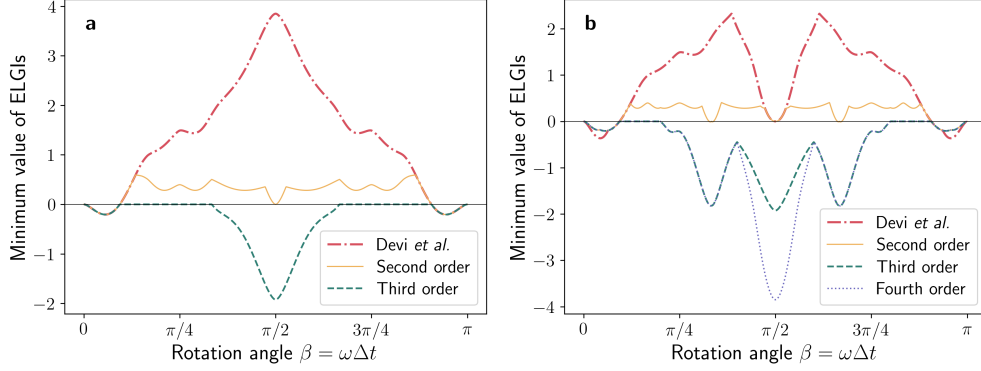 a
Minimum value of ELGIs
4
3
2
1
0
−1
−2
Devi et al.
Second order
Third order
0
π/4
π/2
3π/4
π
Rotation angle β = ωΔt
b
Minimum value of ELGIs
2
1
0
−1
−2
−3
−4
Devi et al.
Second order
Third order
Fourth order
0
π/4
π/2
3π/4
π
Rotation angle β = ωΔt